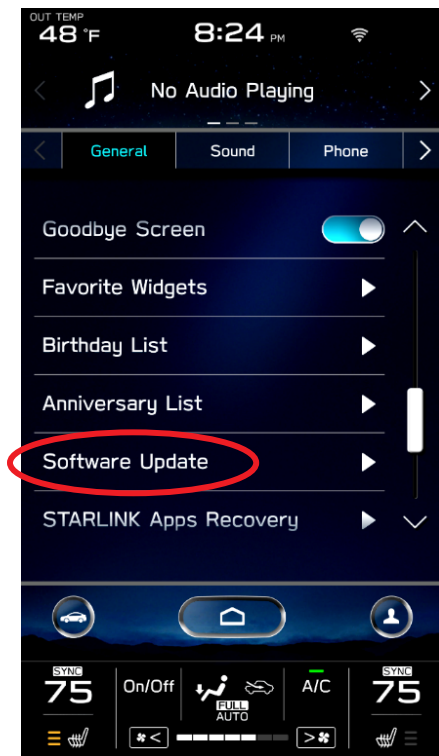 OUT TEMP
48 °F 8:24 PM
No Audio Playing
General Sound Phone
Goodbye Screen
Favorite Widgets
Birthday List
Anniversary List
Software Update
STARLINK Apps Recovery
SYNC SYNC
75 On/Off A/C 75
FULL
AUTO